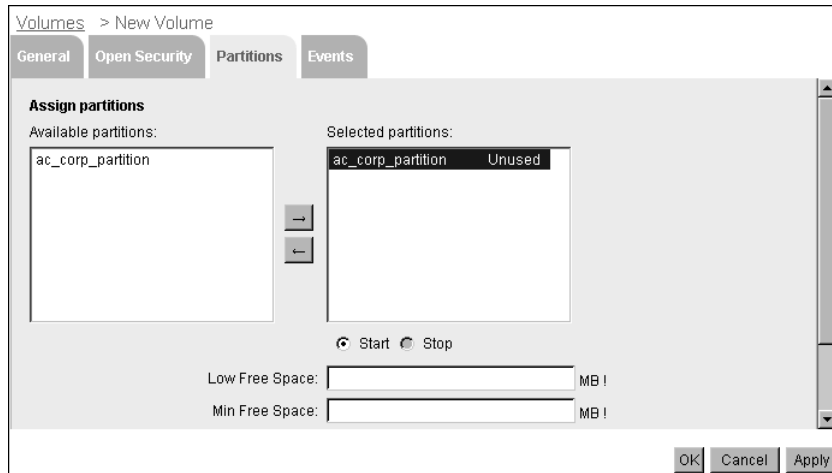 Volumes > New Volume
General Open Security Partitions Events
Assign partitions
Available partitions: Selected partitions:
ac_corp_partition ac_corp_partition Unused
→
←
Start Stop
Low Free Space: MB !
Min Free Space: MB !
OK Cancel Apply